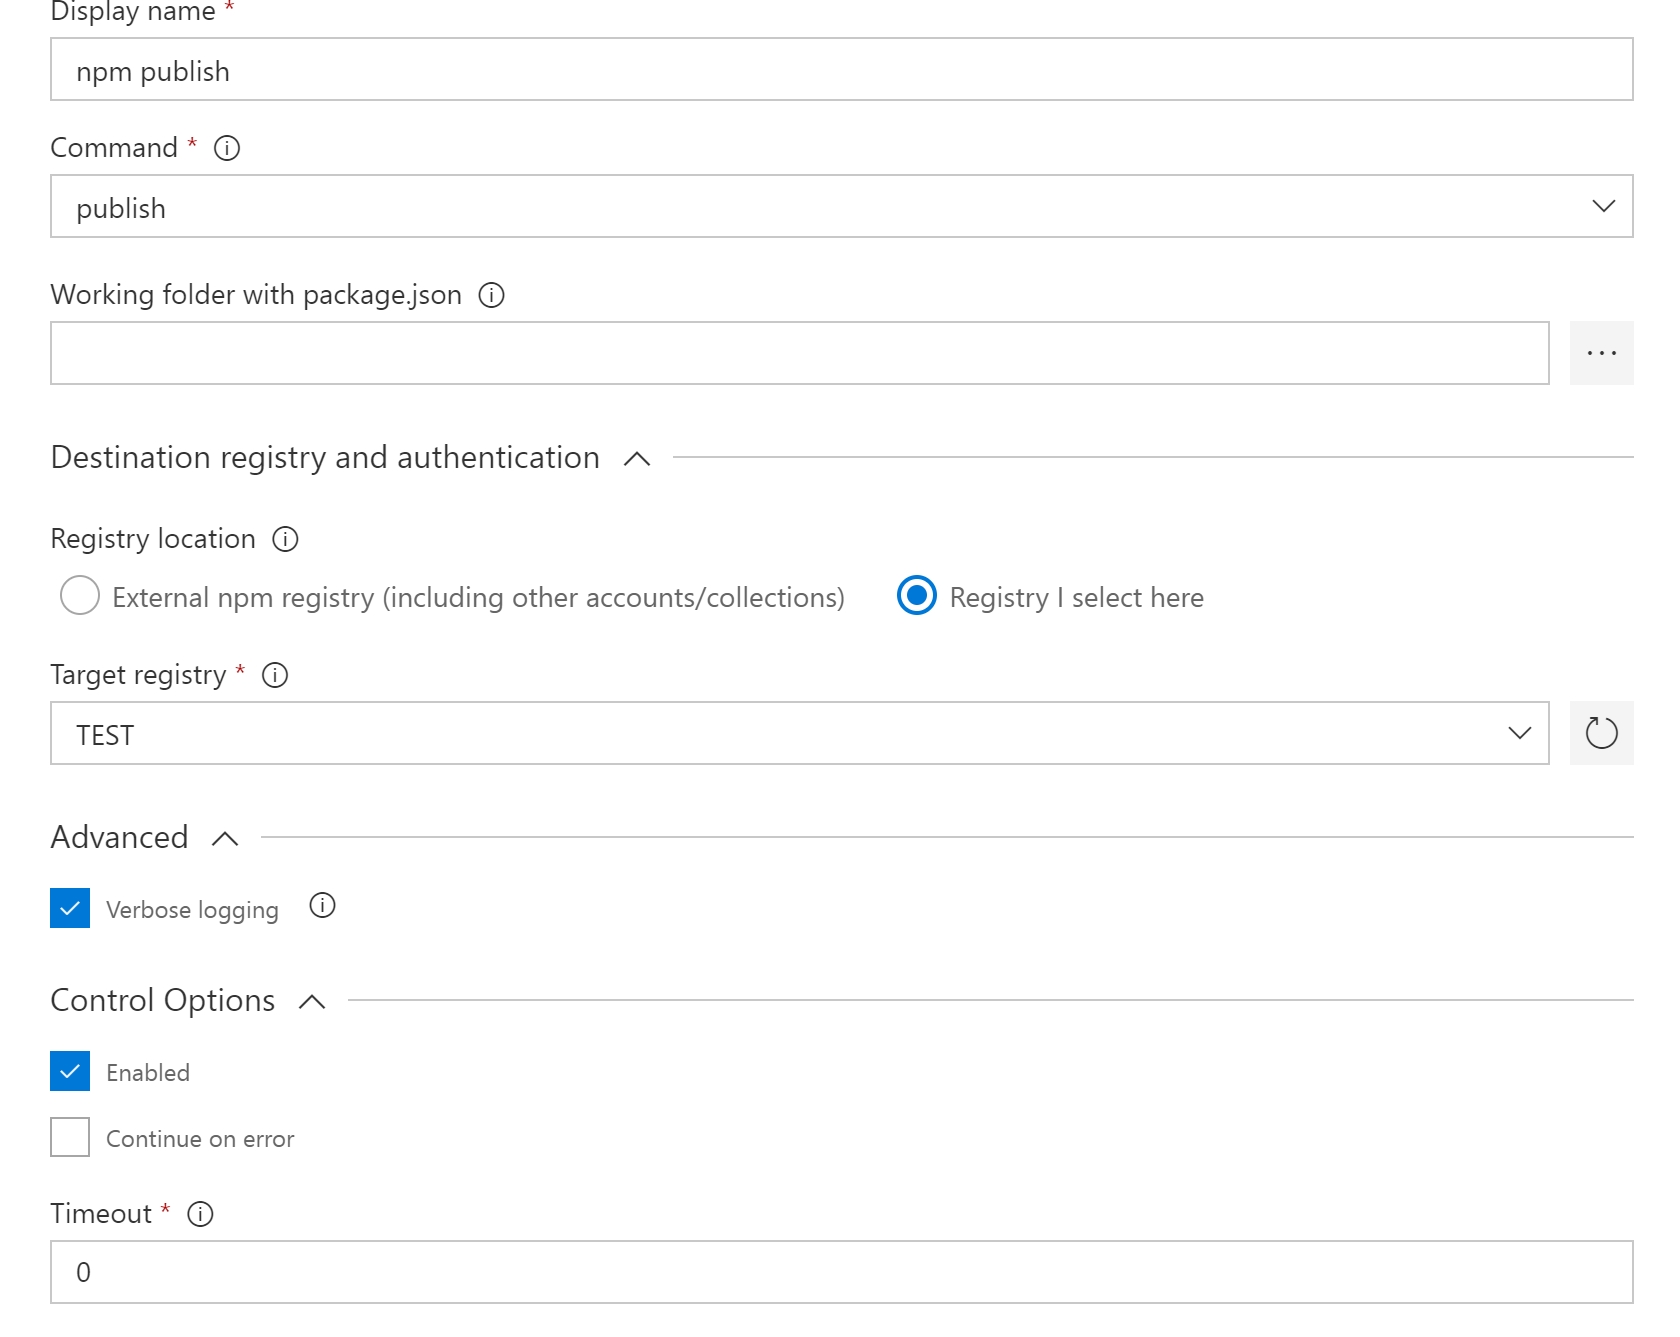 Display name *
npm publish
Command *
publish
Working folder with package.json
...
Destination registry and authentication
Registry location
External npm registry (including other accounts/collections) Registry I select here
Target registry *
TEST
Advanced
Verbose logging
Control Options
Enabled
Continue on error
Timeout *
0